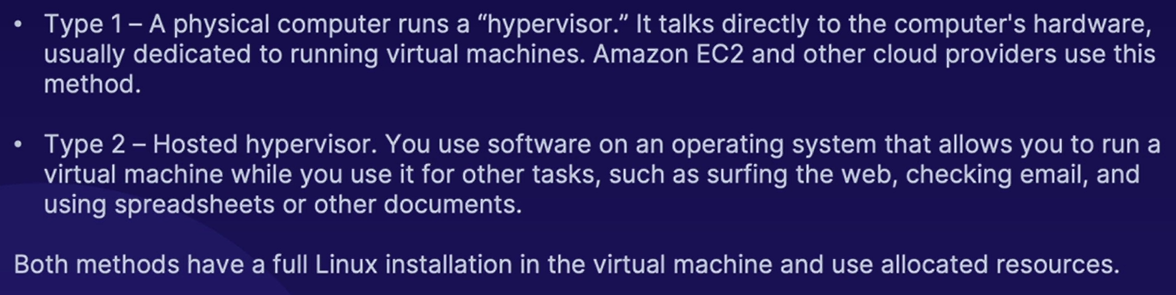 • Type 1 – A physical computer runs a “hypervisor.” It talks directly to the computer's hardware,
usually dedicated to running virtual machines. Amazon EC2 and other cloud providers use this
method.
• Type 2 – Hosted hypervisor. You use software on an operating system that allows you to run a
virtual machine while you use it for other tasks, such as surfing the web, checking email, and
using spreadsheets or other documents.
Both methods have a full Linux installation in the virtual machine and use allocated resources.